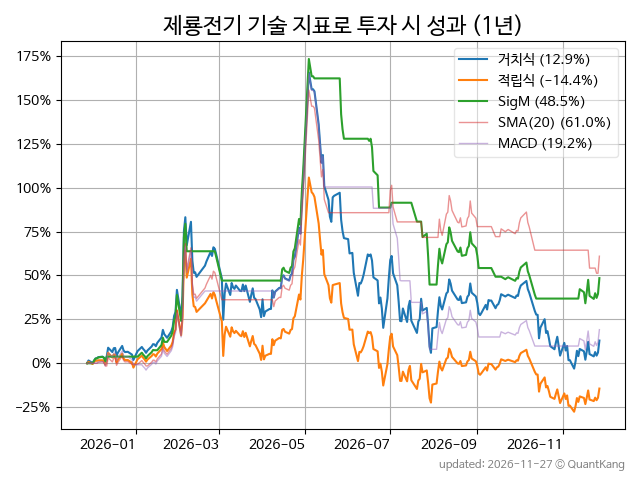 제룡전기 기술 지표로 투자 시 성과 (1년)
175%
150%
125%
100%
75%
50%
25%
0%
−25%
거치식 (12.9%)
적립식 (−14.4%)
SigM (48.5%)
SMA(20) (61.0%)
MACD (19.2%)
2026-01
2026-03
2026-05
2026-07
2026-09
2026-11
updated: 2026-11-27 © QuantKang